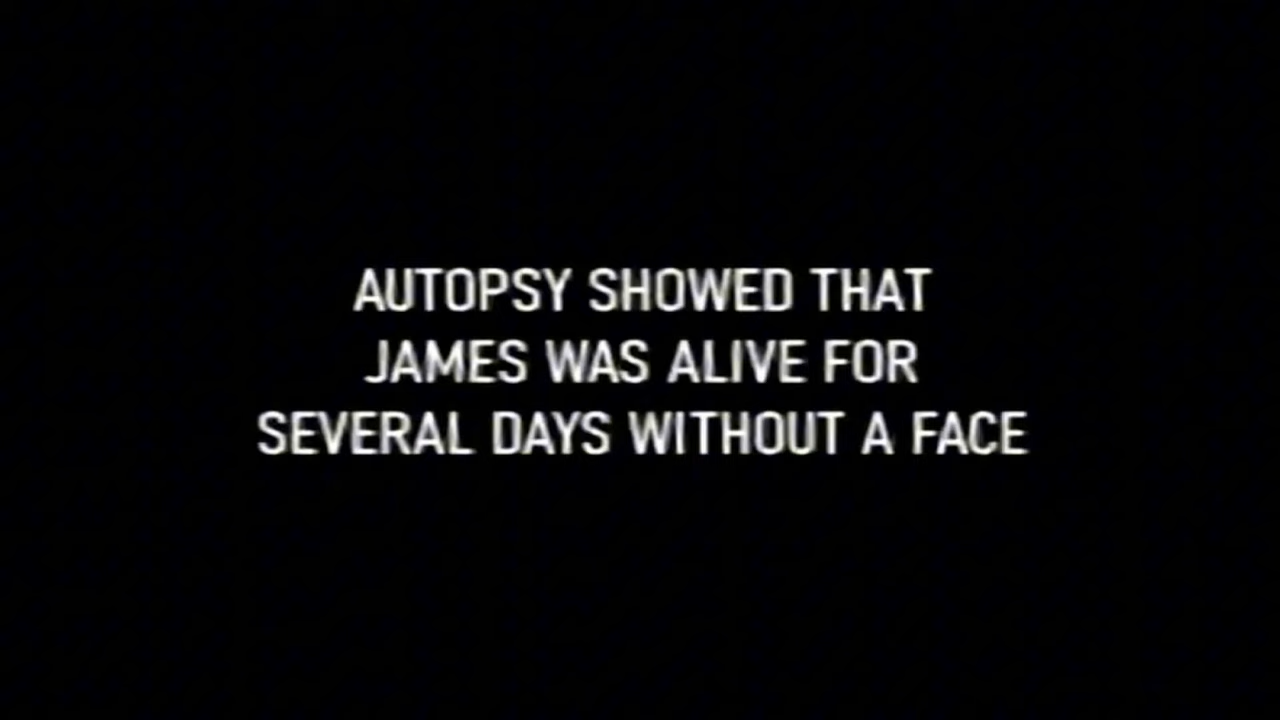 AUTOPSY SHOWED THAT
JAMES WAS ALIVE FOR
SEVERAL DAYS WITHOUT A FACE